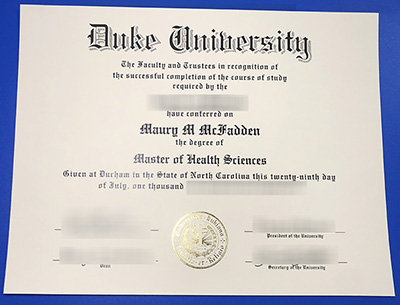 Duke University
The Faculty and Trustees in recognition of
the successful completion of the course of study
required by the
have conferred on
Maury M McFadden
the degree of
Master of Health Sciences
Given at Durham in the State of North Carolina this twenty-ninth day
of July, one thousand
President of the University
Dean
Secretary of the University